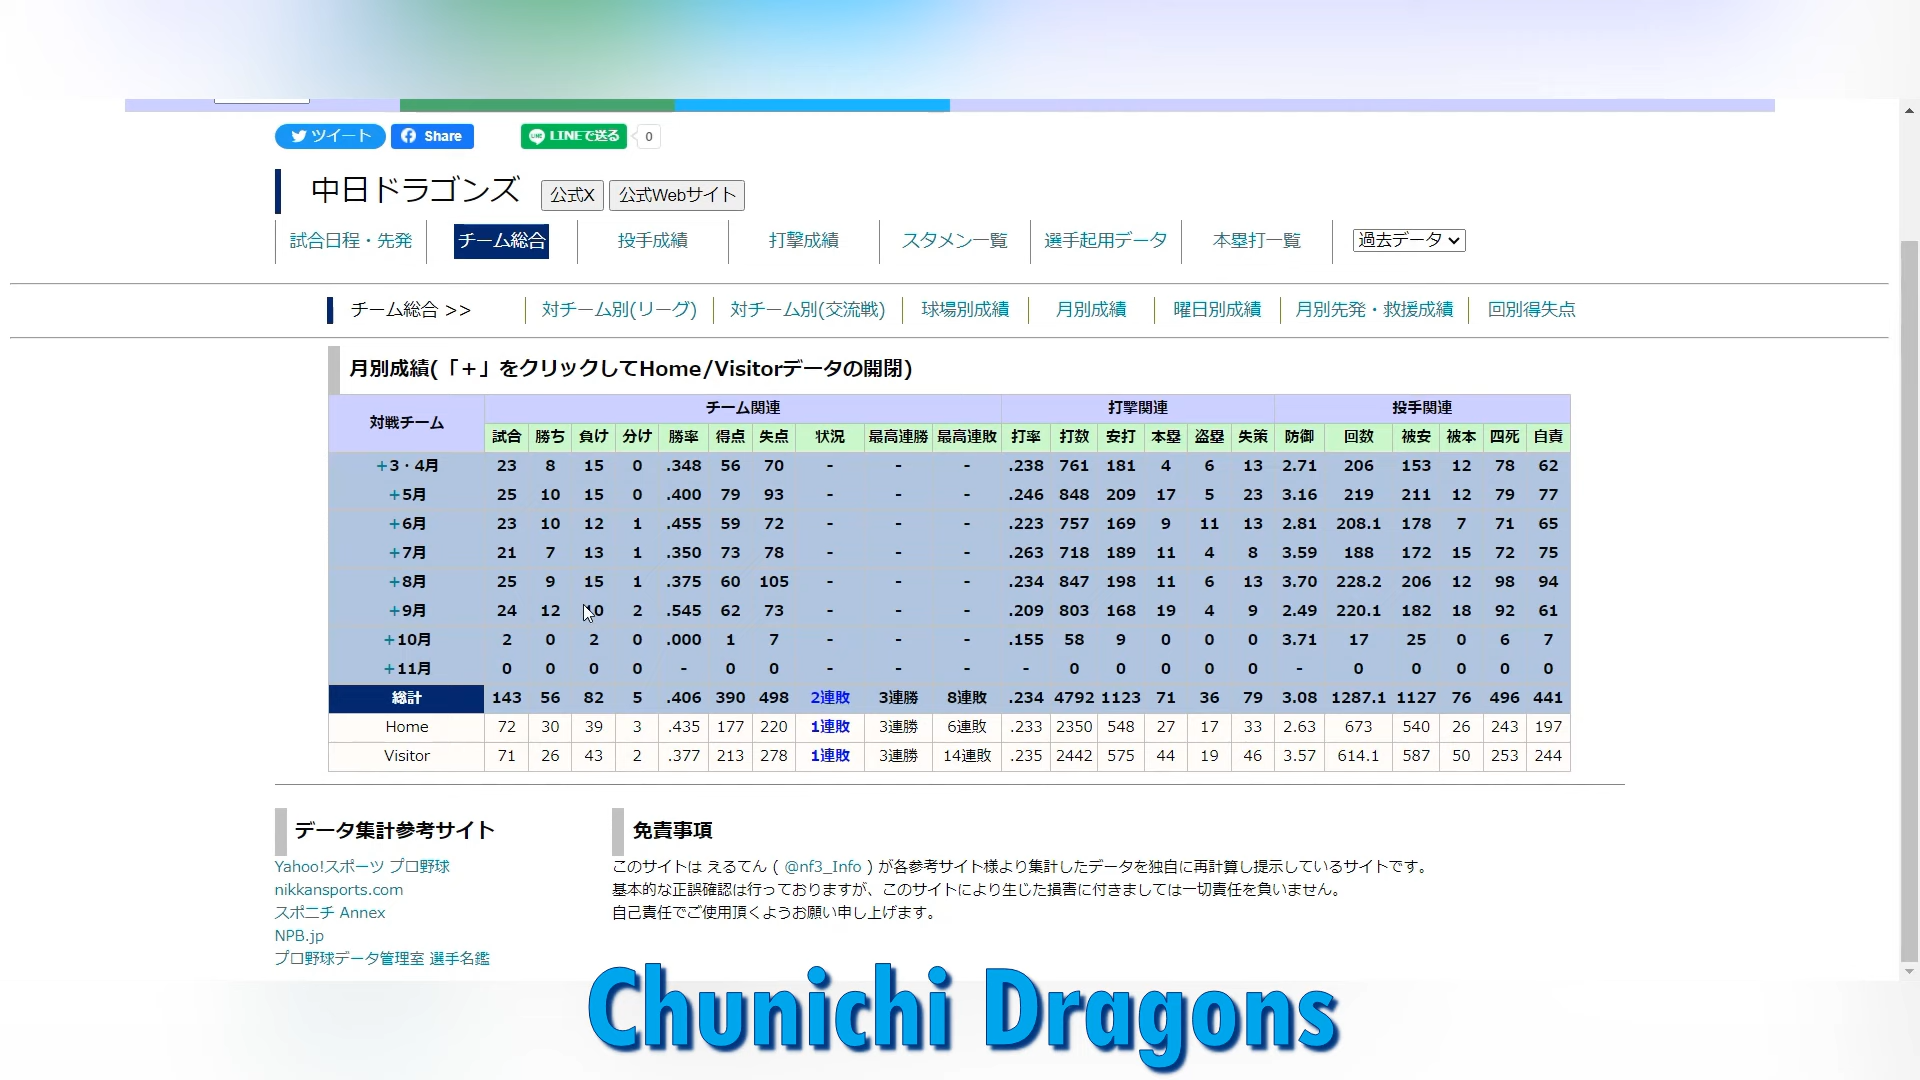 ツイート Share LINEで送る 0
中日ドラゴンズ 公式X 公式Webサイト
試合日程・先発 チーム総合 投手成績 打撃成績 スタメン一覧 選手起用データ 本塁打一覧 過去データ
チーム総合 >> 対チーム別(リーグ) 対チーム別(交流戦) 球場別成績 月別成績 曜日別成績 月別先発・救援成績 回別得失点
月別成績(「+」をクリックしてHome/Visitorデータの開閉)
対戦チーム チーム関連 打撃関連 投手関連
試合 勝ち 負け 分け 勝率 得点 失点 状況 最高連勝 最高連敗 打率 打数 安打 本塁 盗塁 失策 防御 回数 被安 被本 四死 自責
+3・4月 23 8 15 0 .348 56 70 - - - .238 761 181 4 6 13 2.71 206 153 12 78 62
+5月 25 10 15 0 .400 79 93 - - - .246 848 209 17 5 23 3.16 219 211 12 79 77
+6月 23 10 12 1 .455 59 72 - - - .223 757 169 9 11 13 2.81 208.1 178 7 71 65
+7月 21 7 13 1 .350 73 78 - - - .263 718 189 11 4 8 3.59 188 172 15 72 75
+8月 25 9 15 1 .375 60 105 - - - .234 847 198 11 6 13 3.70 228.2 206 12 98 94
+9月 24 12 10 2 .545 62 73 - - - .209 803 168 19 4 9 2.49 220.1 182 18 92 61
+10月 2 0 2 0 .000 1 7 - - - .155 58 9 0 0 0 3.71 17 25 0 6 7
+11月 0 0 0 0 - 0 0 - - - - 0 0 0 0 0 - 0 0 0 0 0
総計 143 56 82 5 .406 390 498 2連敗 3連勝 8連敗 .234 4792 1123 71 36 79 3.08 1287.1 1127 76 496 441
Home 72 30 39 3 .435 177 220 1連敗 3連勝 6連敗 .233 2350 548 27 17 33 2.63 673 540 26 243 197
Visitor 71 26 43 2 .377 213 278 1連敗 3連勝 14連敗 .235 2442 575 44 19 46 3.57 614.1 587 50 253 244
データ集計参考サイト
Yahoo!スポーツ プロ野球
nikkansports.com
スポニチ Annex
NPB.jp
プロ野球データ管理室 選手名鑑
免責事項
このサイトは えるてん ( @nf3_Info ) が各参考サイト様より集計したデータを独自に再計算し提示しているサイトです。
基本的な正誤確認は行っておりますが、このサイトにより生じた損害に付きましては一切責任を負いません。
自己責任でご使用頂くようお願い申し上げます。
Chunichi Dragons